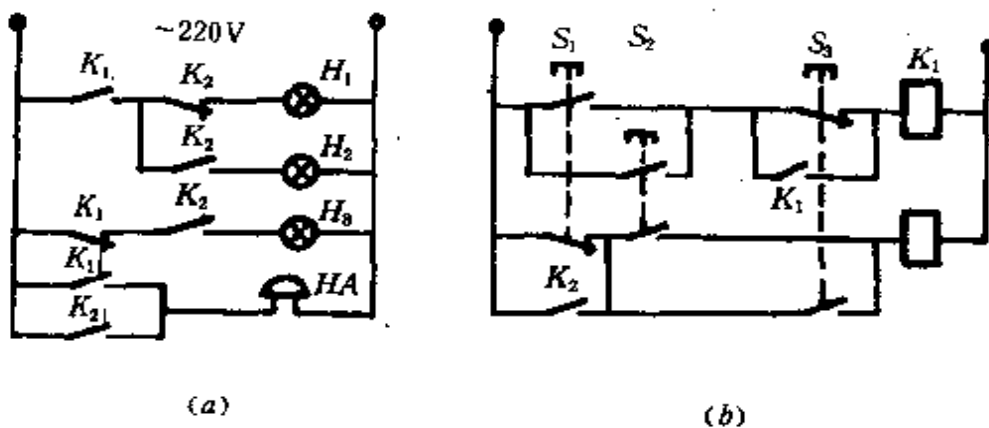 ~220V
K₁
K₂
H₁
K₂
H₂
K₁
K₂
H₃
K₁
HA
K₂
(a)
S₁
S₂
S₃
K₁
K₁
K₂
(b)